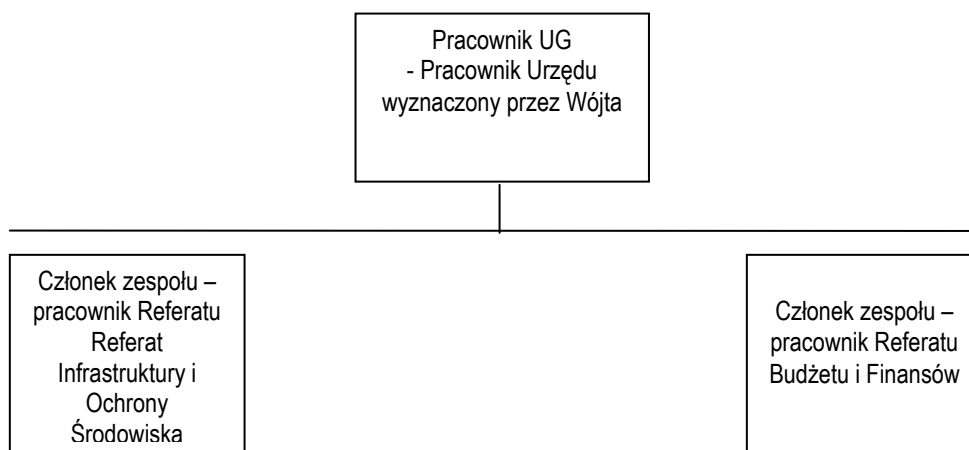 Pracownik UG
- Pracownik Urzędu
wyznaczony przez Wójta
Członek zespołu –
pracownik Referatu
Referat
Infrastruktury i
Ochrony
Środowiska
Członek zespołu –
pracownik Referatu
Budżetu i Finansów